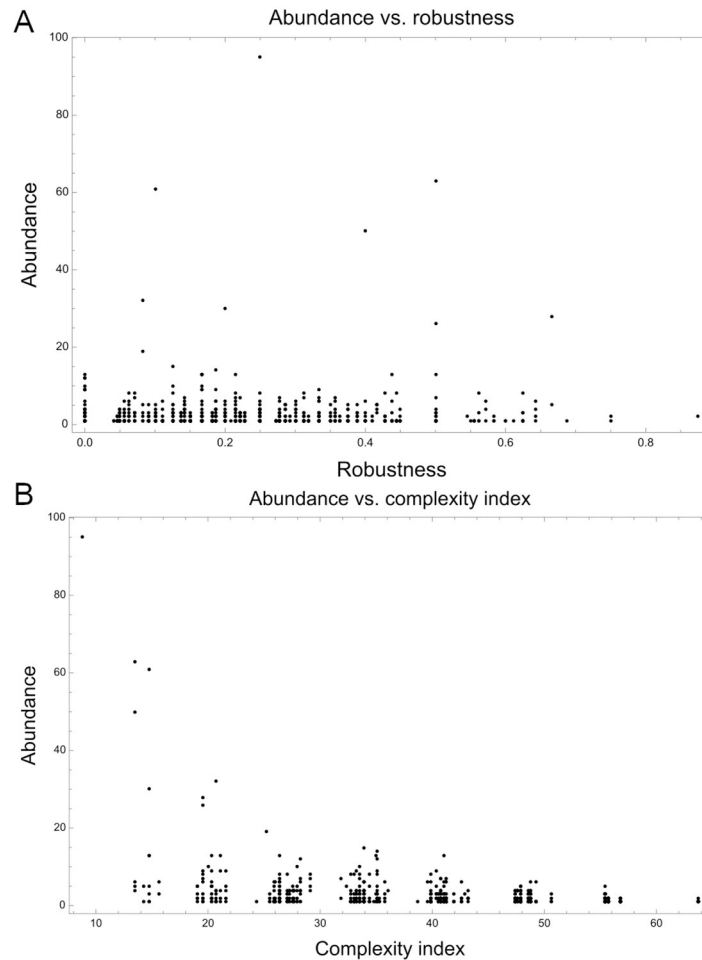 A
Abundance vs. robustness
100
80
60
40
20
0
Abundance
0.0 0.2 0.4 0.6 0.8
Robustness
B
Abundance vs. complexity index
100
80
60
40
20
0
Abundance
10 20 30 40 50 60
Complexity index